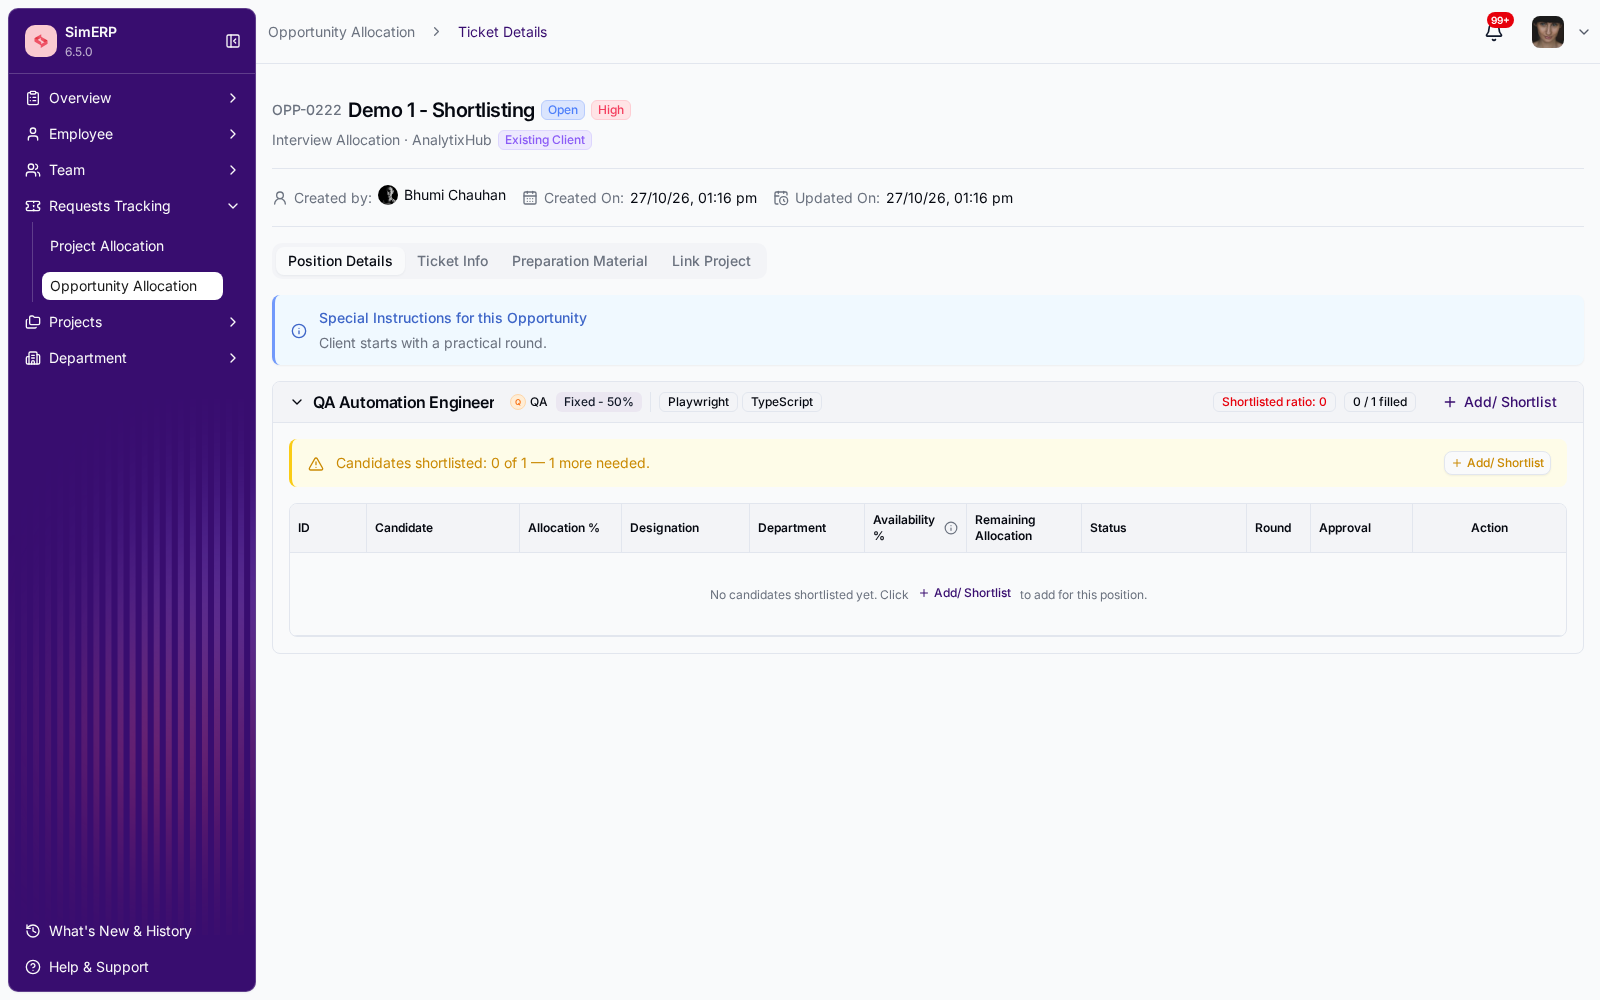 SimERP
6.5.0
Overview
Employee
Team
Requests Tracking
Project Allocation
Opportunity Allocation
Projects
Department
What's New & History
Help & Support
Opportunity Allocation > Ticket Details
99+
OPP-0222 Demo 1 - Shortlisting Open High
Interview Allocation · AnalytixHub Existing Client
Created by: Bhumi Chauhan Created On: 27/10/26, 01:16 pm Updated On: 27/10/26, 01:16 pm
Position Details Ticket Info Preparation Material Link Project
Special Instructions for this Opportunity
Client starts with a practical round.
QA Automation Engineer Q QA Fixed - 50% Playwright TypeScript Shortlisted ratio: 0 0 / 1 filled + Add/ Shortlist
Candidates shortlisted: 0 of 1 — 1 more needed. + Add/ Shortlist
ID Candidate Allocation % Designation Department Availability % Remaining Allocation Status Round Approval Action
No candidates shortlisted yet. Click + Add/ Shortlist to add for this position.